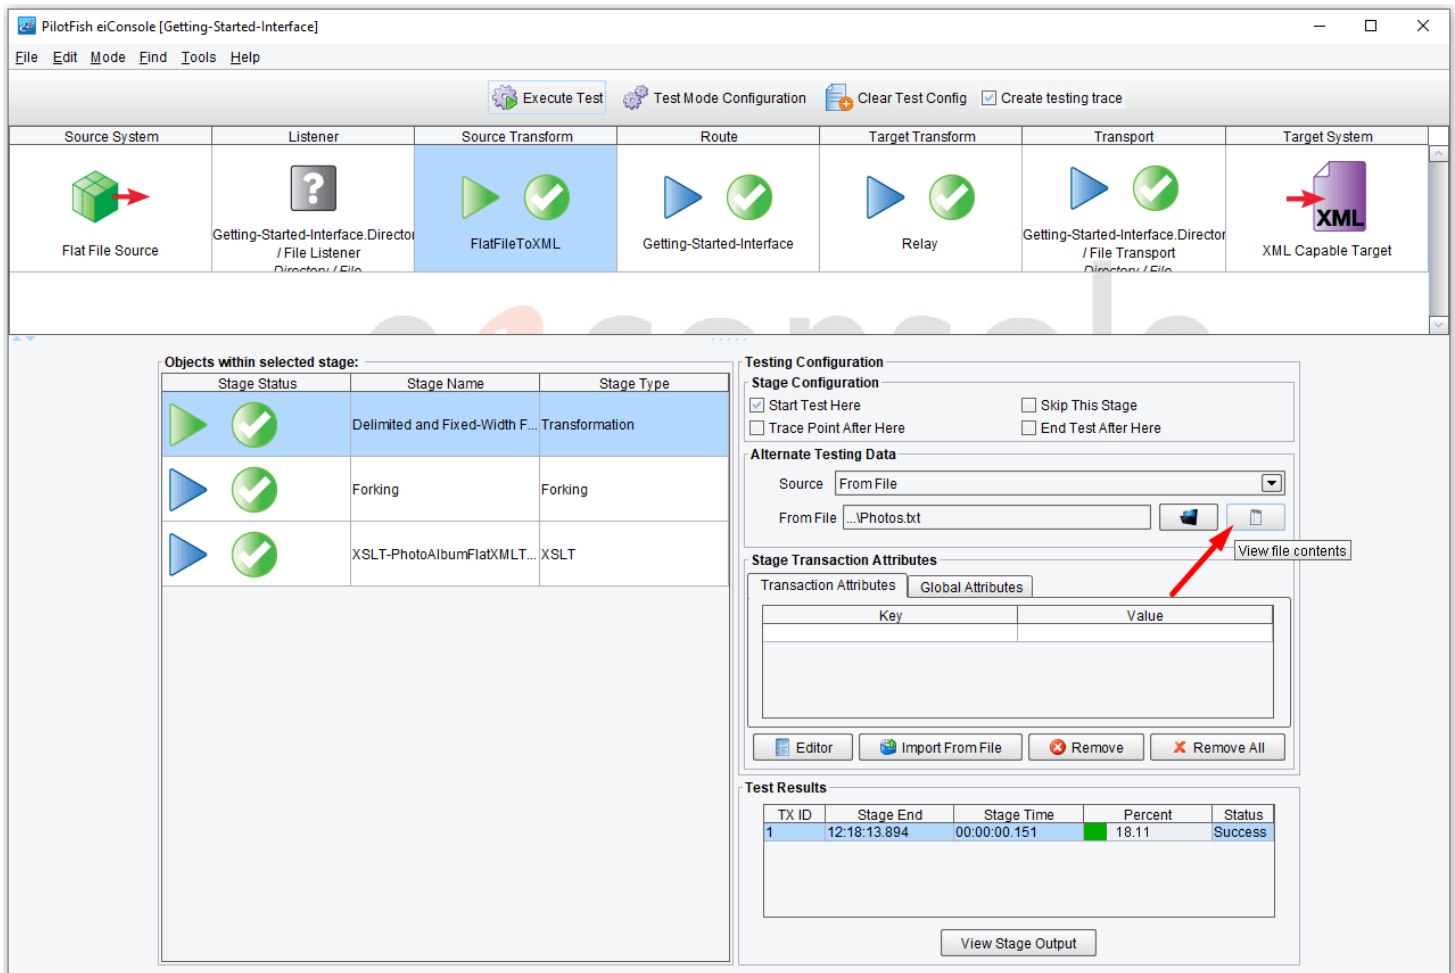 PilotFish eiConsole [Getting-Started-Interface]
File Edit Mode Find Tools Help
Execute Test Test Mode Configuration Clear Test Config Create testing trace
Source System Listener Source Transform Route Target Transform Transport Target System
XML
Flat File Source
Getting-Started-Interface.Director
/ File Listener
Directory / File
FlatFileToXML
Getting-Started-Interface
Relay
Getting-Started-Interface.Director
/ File Transport
Directory / File
XML Capable Target
eiconsole
Objects within selected stage:
Stage Status Stage Name Stage Type
Delimited and Fixed-Width F... Transformation
Forking Forking
XSLT-PhotoAlbumFlatXMLT... XSLT
Testing Configuration
Stage Configuration
Start Test Here Skip This Stage
Trace Point After Here End Test After Here
Alternate Testing Data
Source From File
From File ...\Photos.txt
View file contents
Stage Transaction Attributes
Transaction Attributes Global Attributes
Key Value
Editor Import From File Remove Remove All
Test Results
TX ID Stage End Stage Time Percent Status
1 12:18:13.894 00:00:00.151 18.11 Success
View Stage Output